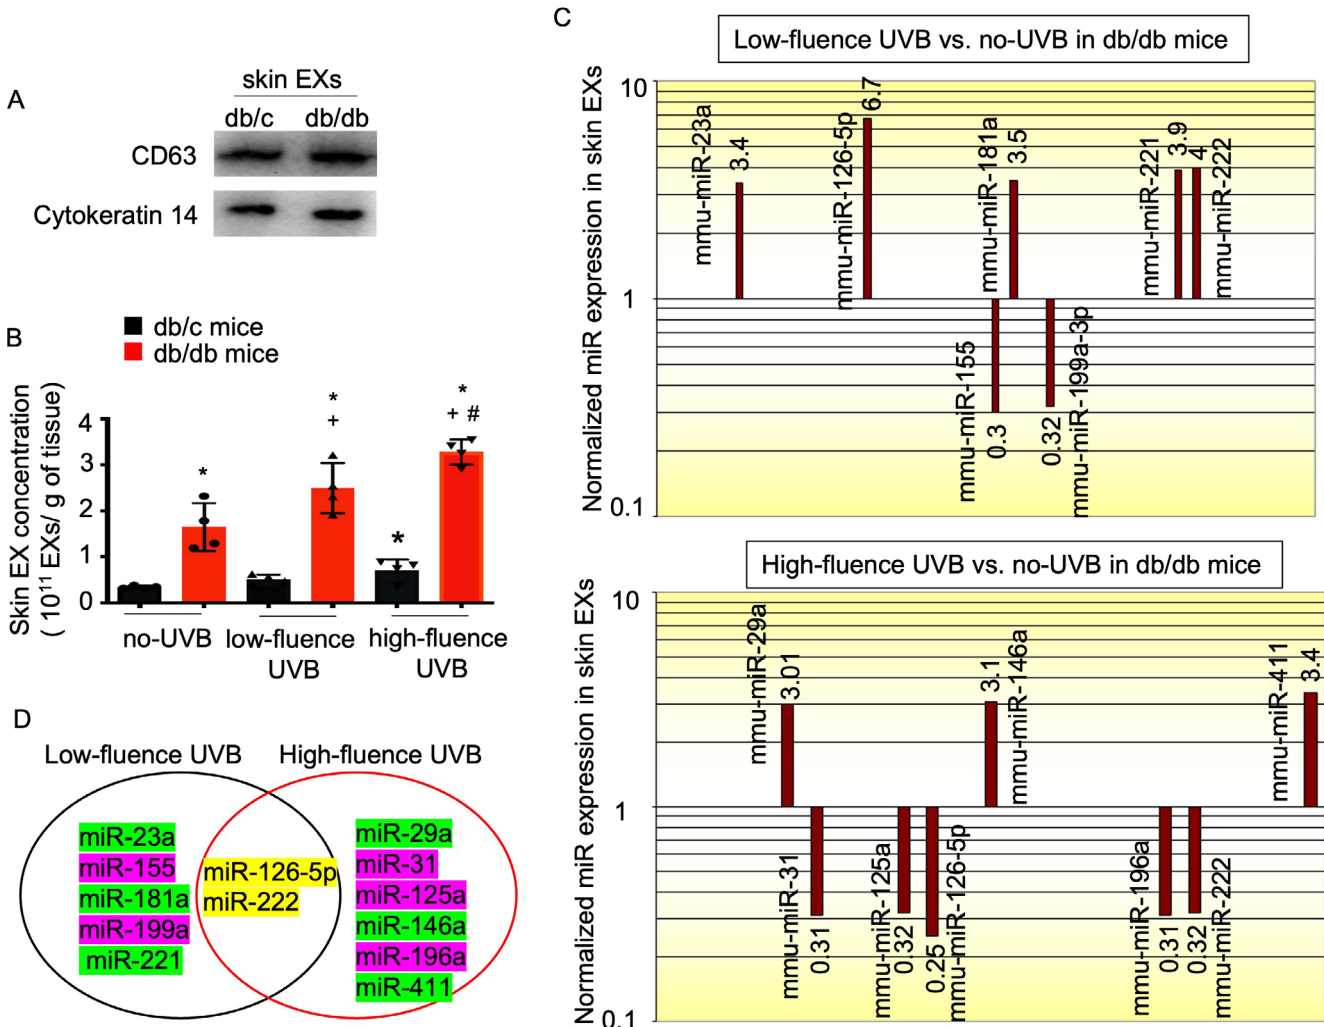 A
skin EXs
db/c db/db
CD63
Cytokeratin 14
B
db/c mice
db/db mice
Skin EX concentration
( 10¹¹ EXs/ g of tissue)
4
3
2
1
0
*
*
+
*
*
+ #
no-UVB
low-fluence
UVB
high-fluence
UVB
C
Low-fluence UVB vs. no-UVB in db/db mice
Normalized miR expression in skin EXs
10
1
0.1
mmu-miR-23a
3.4
mmu-miR-126-5p
6.7
mmu-miR-155
0.3
mmu-miR-181a
3.5
0.32
mmu-miR-199a-3p
mmu-miR-221
3.9
4
mmu-miR-222
High-fluence UVB vs. no-UVB in db/db mice
Normalized miR expression in skin EXs
10
1
0.1
mmu-miR-29a
3.01
mmu-miR-31
0.31
mmu-miR-125a
0.32
0.25
mmu-miR-126-5p
3.1
mmu-miR-146a
mmu-miR-196a
0.31
0.32
mmu-miR-222
mmu-miR-411
3.4
D
Low-fluence UVB
High-fluence UVB
miR-23a
miR-155
miR-181a
miR-199a
miR-221
miR-126-5p
miR-222
miR-29a
miR-31
miR-125a
miR-146a
miR-196a
miR-411